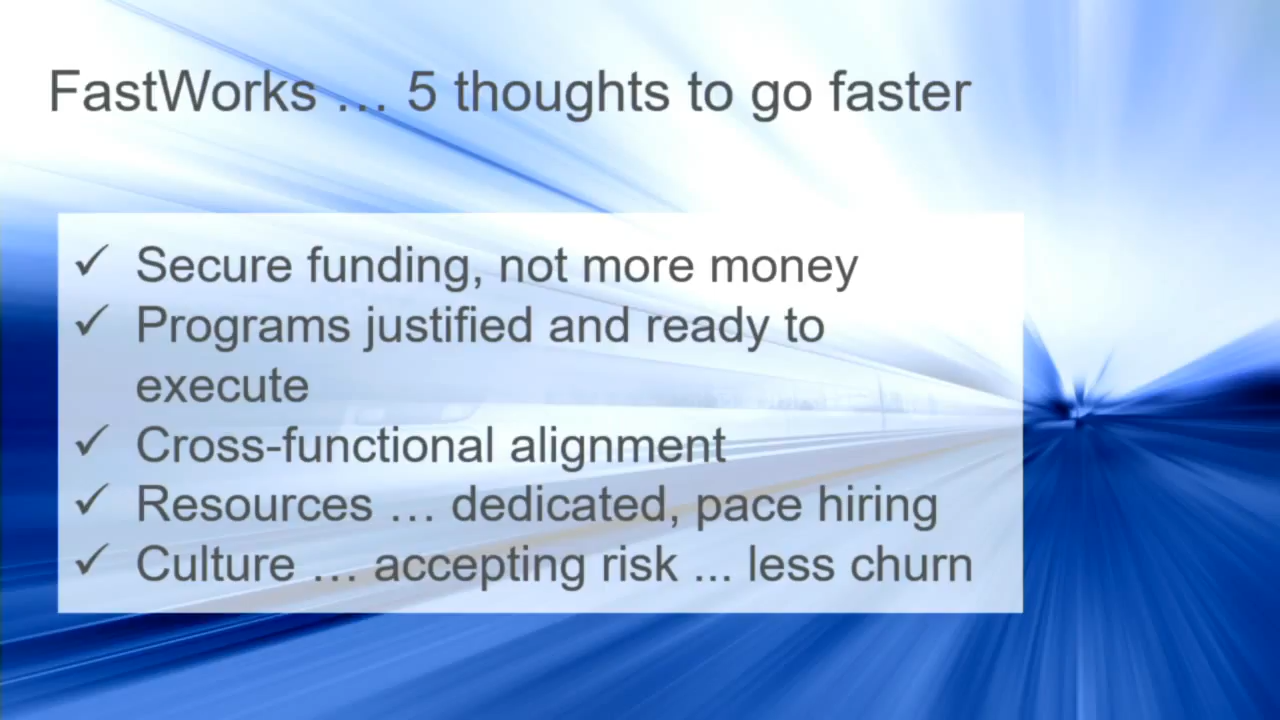 FastWorks … 5 thoughts to go faster
✓ Secure funding, not more money
✓ Programs justified and ready to
execute
✓ Cross-functional alignment
✓ Resources … dedicated, pace hiring
✓ Culture … accepting risk ... less churn